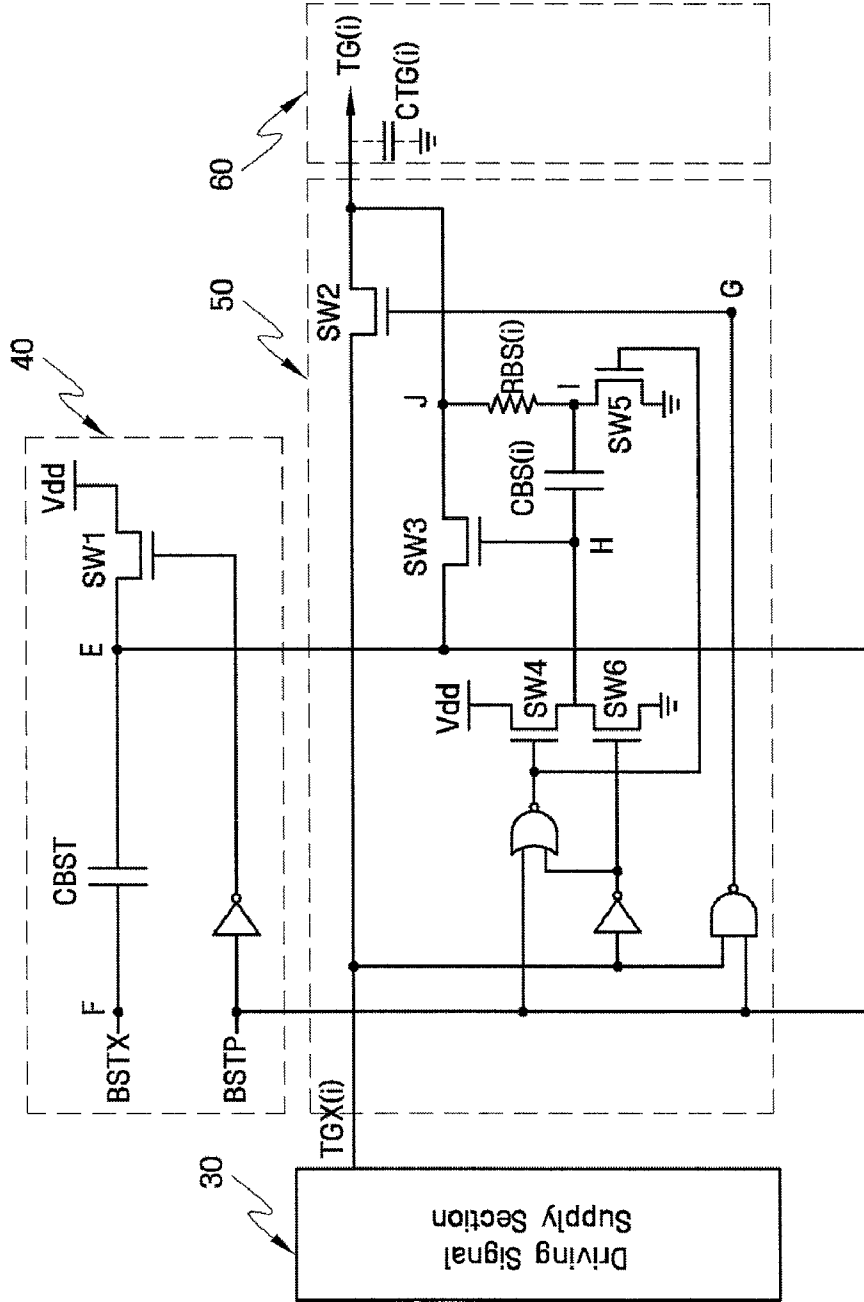 40
Vdd
SW1
E
CBST
F
BSTX
BSTP
50
60
TG(i)
CTG(i)
SW2
J
SW3
RBS(i)
I
CBS(i)
H
SW5
G
Vdd
SW4
SW6
TGX(i)
30
Driving Signal
Supply Section